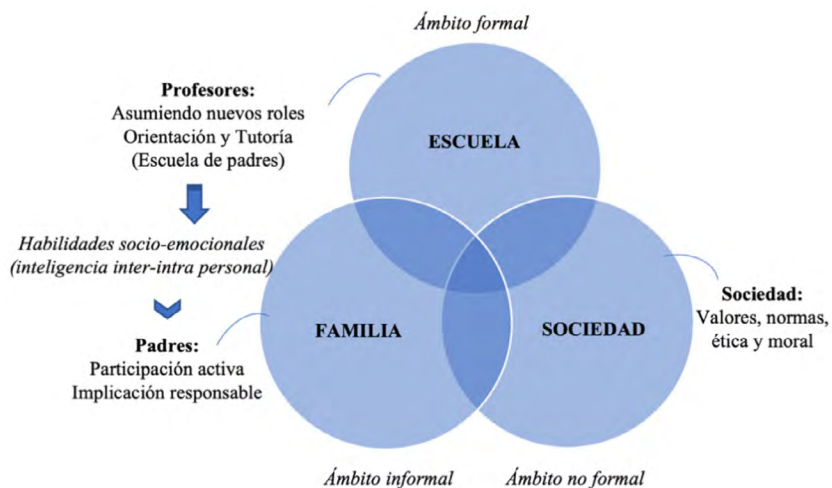 Ámbito formal
Profesores:
Asumiendo nuevos roles
Orientación y Tutoría
(Escuela de padres)
ESCUELA
Habilidades socio-emocionales
(inteligencia inter-intra personal)
Padres:
Participación activa
Implicación responsable
FAMILIA
SOCIEDAD
Sociedad:
Valores, normas,
ética y moral
Ámbito informal
Ámbito no formal